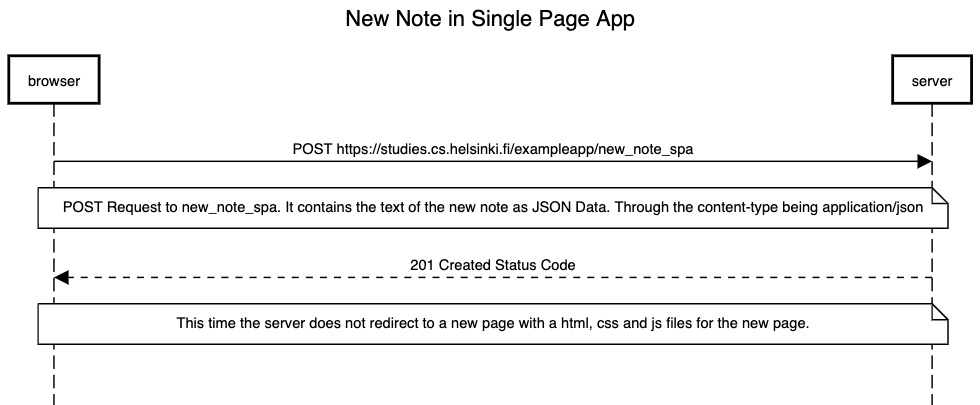 New Note in Single Page App
browser
server
POST https://studies.cs.helsinki.fi/exampleapp/new_note_spa
POST Request to new_note_spa. It contains the text of the new note as JSON Data. Through the content-type being application/json
201 Created Status Code
This time the server does not redirect to a new page with a html, css and js files for the new page.